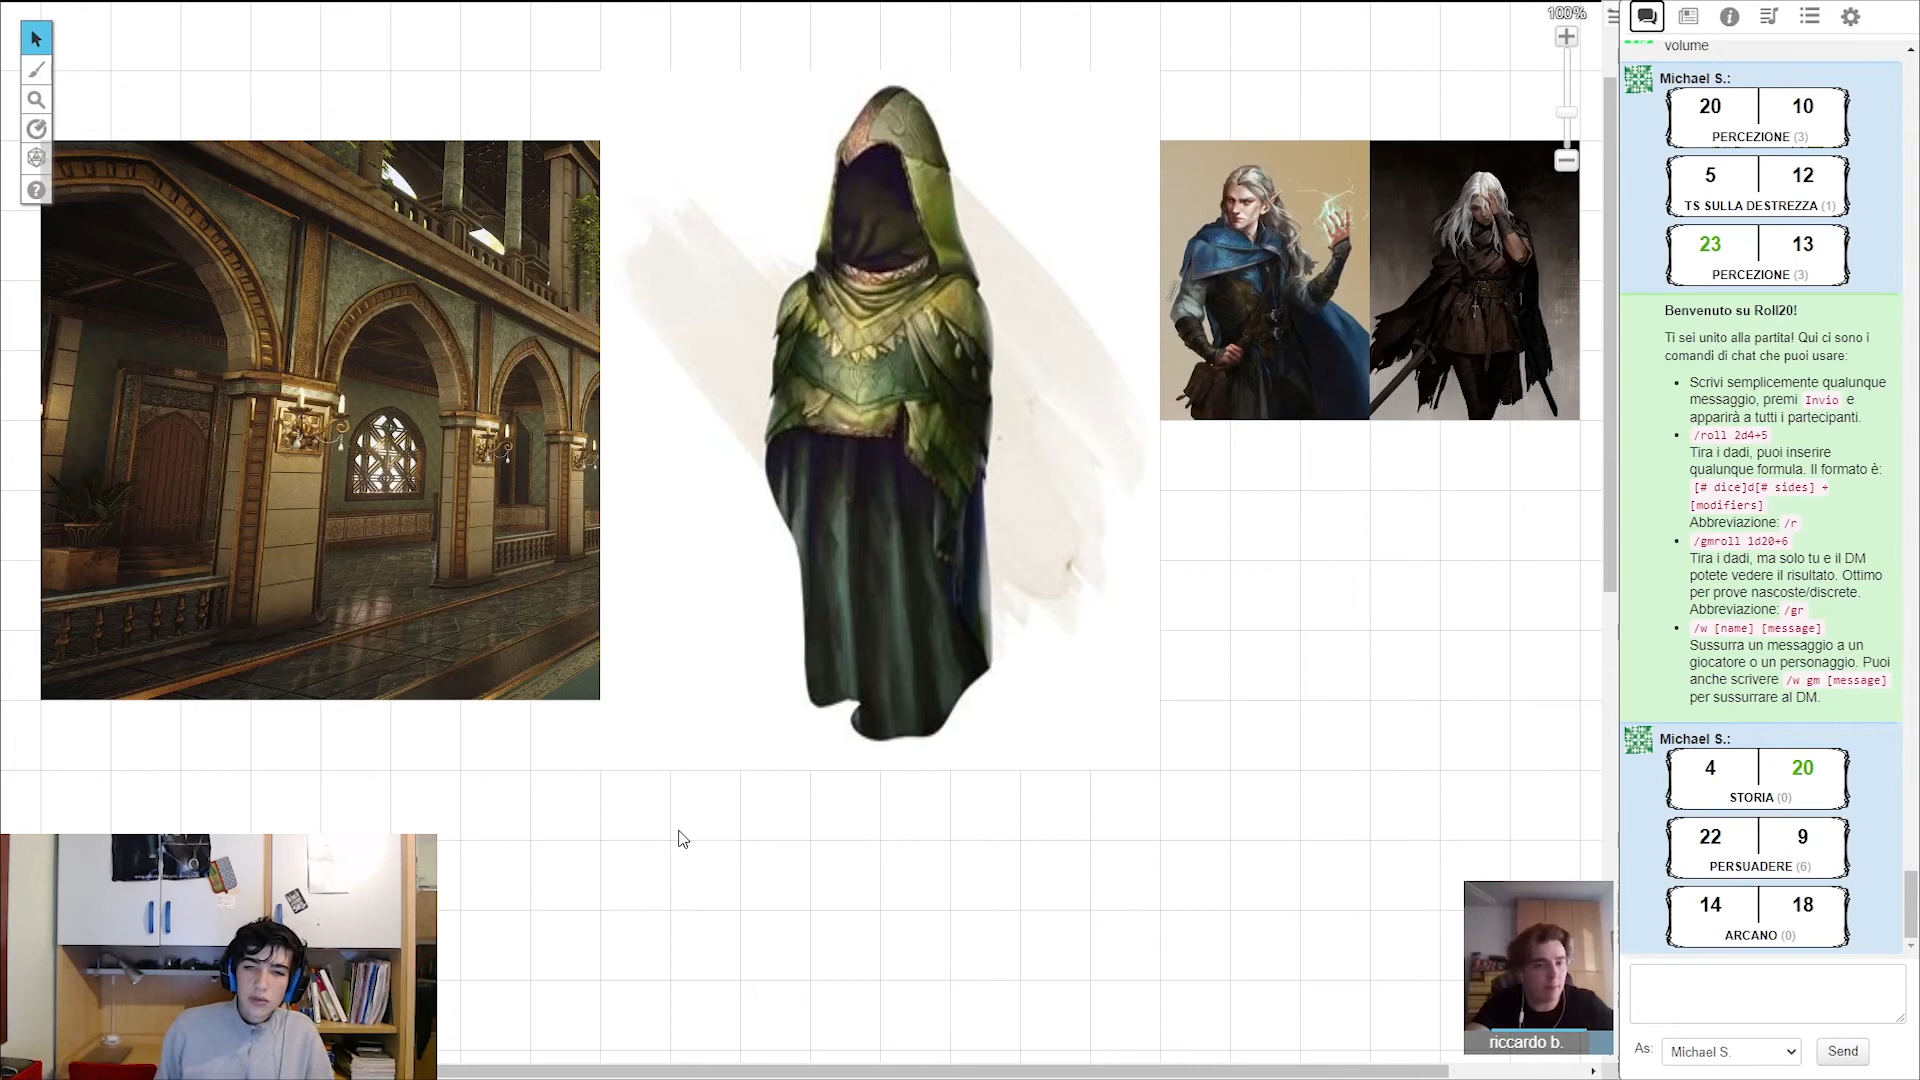 100%
volume
Michael S.:
20 10
PERCEZIONE (3)
5 12
TS SULLA DESTREZZA (1)
23 13
PERCEZIONE (3)
Benvenuto su Roll20!
Ti sei unito alla partita! Qui ci sono i
comandi di chat che puoi usare:
• Scrivi semplicemente qualunque
messaggio, premi Invio e
apparirà a tutti i partecipanti.
• /roll 2d4+5
Tira i dadi, puoi inserire
qualunque formula. Il formato è:
[# dice]d[# sides] +
[modifiers]
Abbreviazione: /r
• /gmroll 1d20+6
Tira i dadi, ma solo tu e il DM
potete vedere il risultato. Ottimo
per prove nascoste/discrete.
Abbreviazione: /gr
• /w [name] [message]
Sussurra un messaggio a un
giocatore o un personaggio. Puoi
anche scrivere /w gm [message]
per sussurrare al DM.
Michael S.:
4 20
STORIA (0)
22 9
PERSUADERE (6)
14 18
ARCANO (0)
As: Michael S. Send
riccardo b.